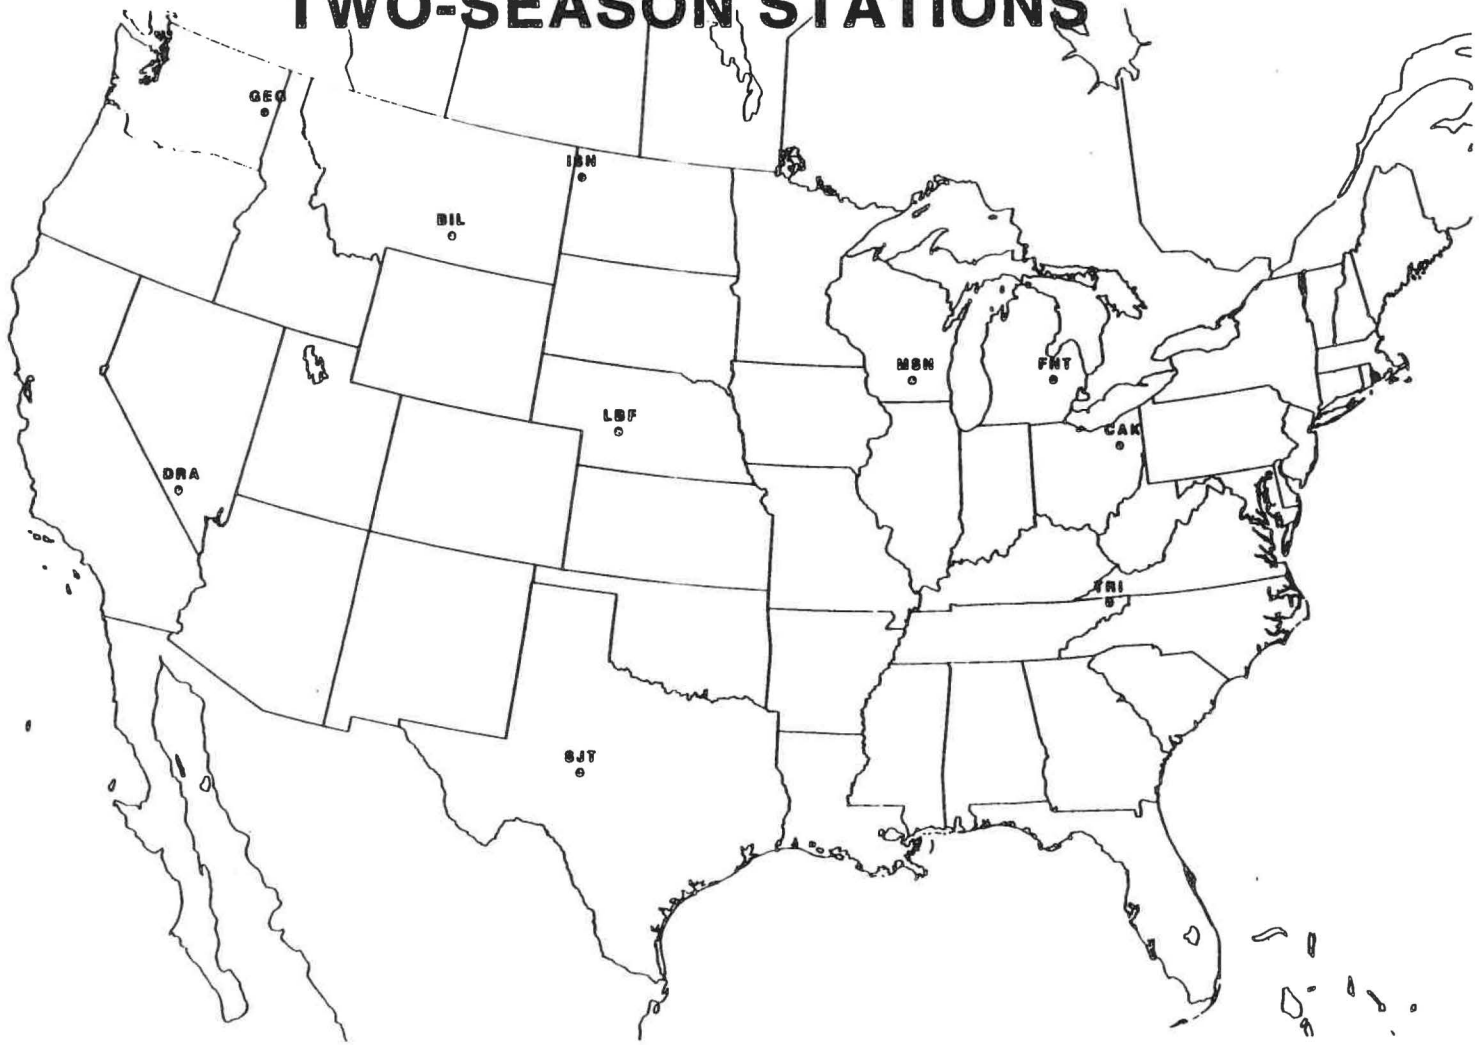 TWO-SEASON STATIONS
GEG
ISN
BIL
MSN
FNT
LBF
CAK
DRA
TRI
SJT